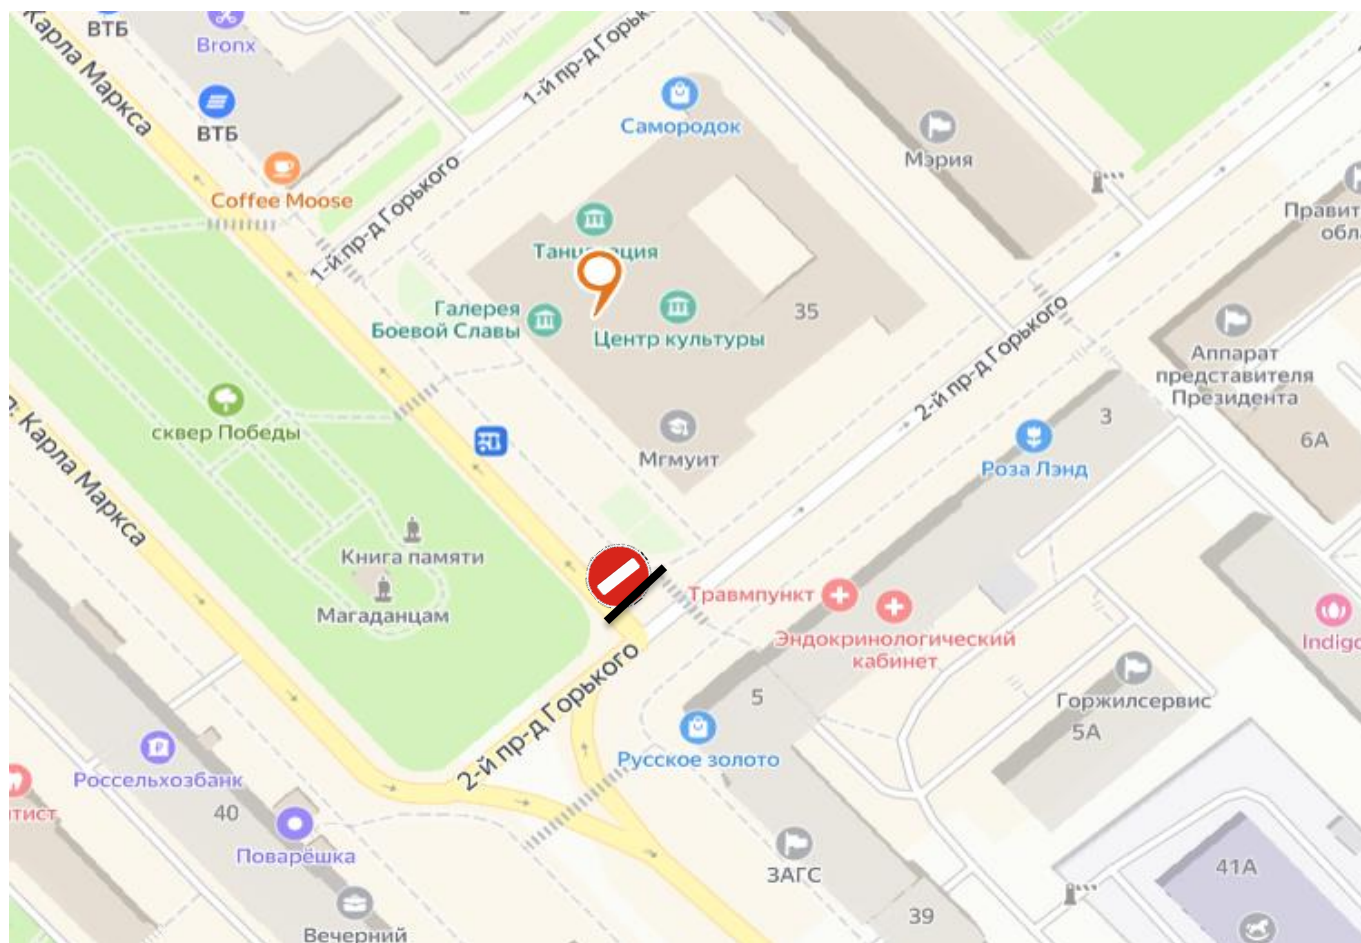 ВТБ
Bronx
Карла Маркса
1-й пр-д Горьк
ВТБ
Самородок
Мэрия
Coffee Moose
1-й пр-д Горького
Правит
обл
Галерея
Боевой Славы
Центр культуры
35
2-й пр-д Горького
Аппарат
представителя
Президента
3
6А
сквер Победы
Мгмуит
Роза Лэнд
л. Карла Маркса
Книга памяти
Магаданцам
Травмпункт
Эндокринологический
кабинет
Indigo
Горжилсервис
5
5А
2-й пр-д Горького
Русское золото
Россельхозбанк
тист
40
Поварёшка
ЗАГС
41А
39
Вечерний